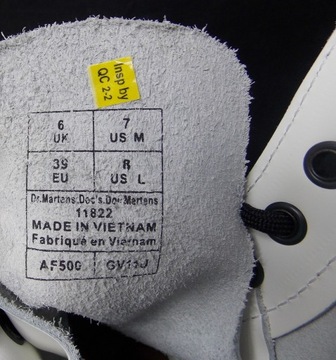 Insp by
QC 2-2
6 7
UK US M
39 8
EU US L
Dr.Martens.Doc's.Doc Martens
11822
MADE IN VIETNAM
Fabriqué en Vietnam
AF500